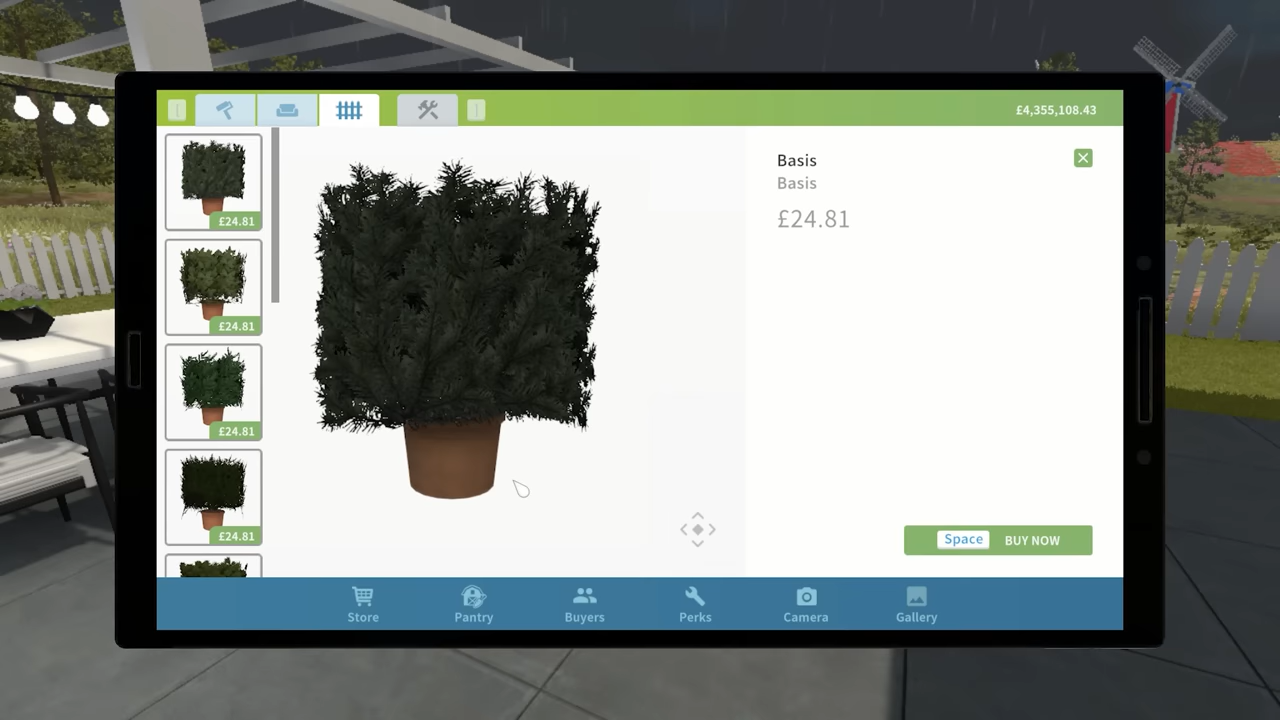 £4,355,108.43
£24.81
£24.81
£24.81
£24.81
Basis
Basis
£24.81
Space BUY NOW
Store Pantry Buyers Perks Camera Gallery